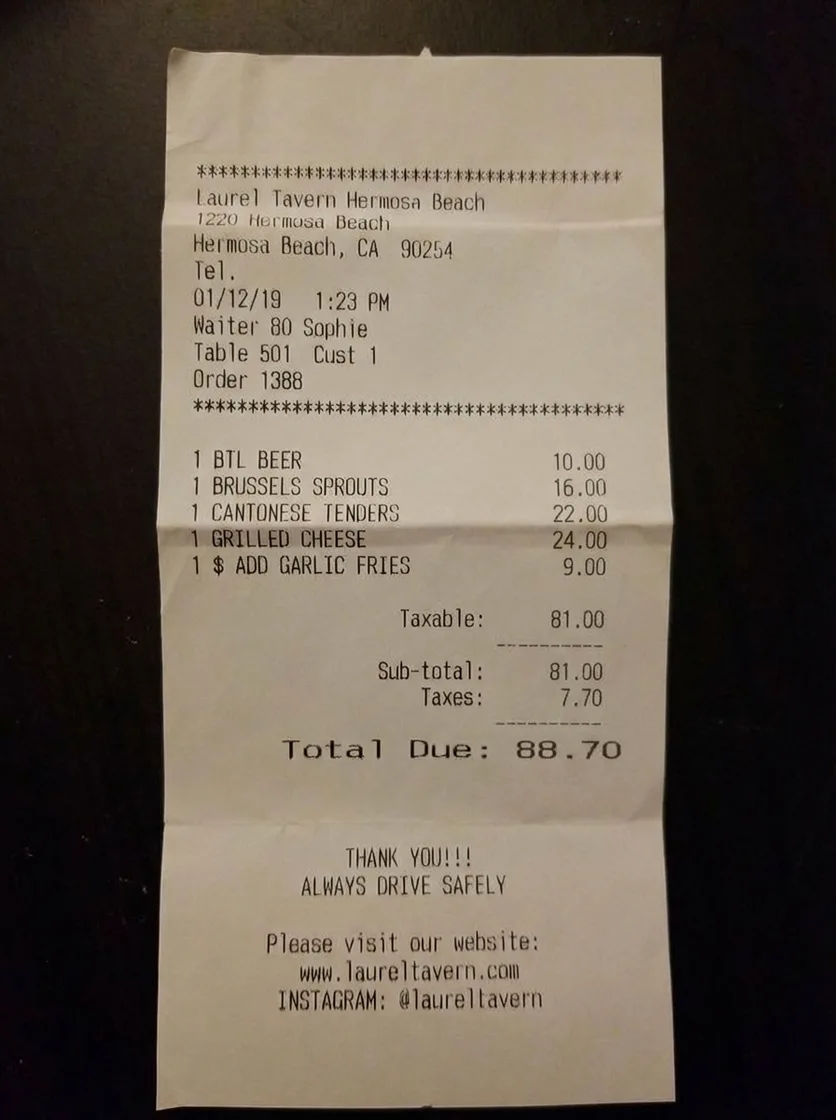 ****************************************
Laurel Tavern Hermosa Beach
1220 Hermosa Beach
Hermosa Beach, CA 90254
Tel.
01/12/19 1:23 PM
Waiter 80 Sophie
Table 501 Cust 1
Order 1388
****************************************
1 BTL BEER 10.00
1 BRUSSELS SPROUTS 16.00
1 CANTONESE TENDERS 22.00
1 GRILLED CHEESE 24.00
1 $ ADD GARLIC FRIES 9.00
Taxable: 81.00
----------
Sub-total: 81.00
Taxes: 7.70
----------
Total Due: 88.70
THANK YOU!!!
ALWAYS DRIVE SAFELY
Please visit our website:
www.laureltavern.com
INSTAGRAM: @laureltavern